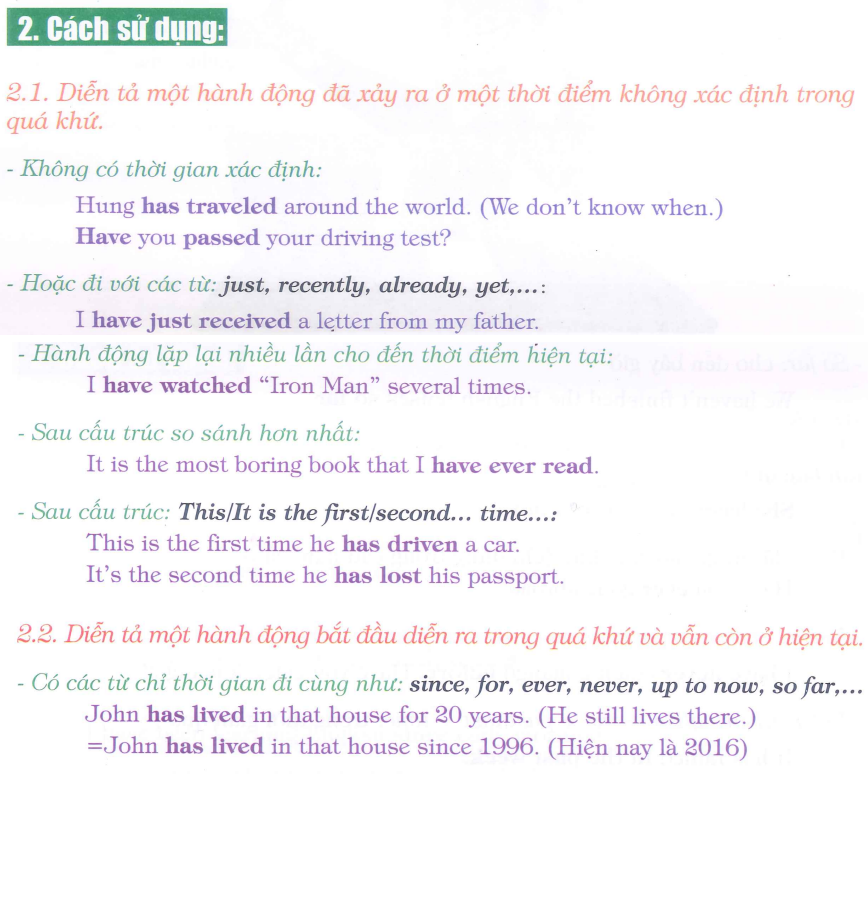 2. Cách sử dụng:
2.1. Diễn tả một hành động đã xảy ra ở một thời điểm không xác định trong
quá khứ.
- Không có thời gian xác định:
Hung has traveled around the world. (We don't know when.)
Have you passed your driving test?
- Hoặc đi với các từ: just, recently, already, yet,...:
I have just received a letter from my father.
- Hành động lặp lại nhiều lần cho đến thời điểm hiện tại:
I have watched “Iron Man” several times.
- Sau cấu trúc so sánh hơn nhất:
It is the most boring book that I have ever read.
- Sau cấu trúc: This/It is the first/second... time...:
This is the first time he has driven a car.
It's the second time he has lost his passport.
2.2. Diễn tả một hành động bắt đầu diễn ra trong quá khứ và vẫn còn ở hiện tại.
- Có các từ chỉ thời gian đi cùng như: since, for, ever, never, up to now, so far,...
John has lived in that house for 20 years. (He still lives there.)
=John has lived in that house since 1996. (Hiện nay là 2016)